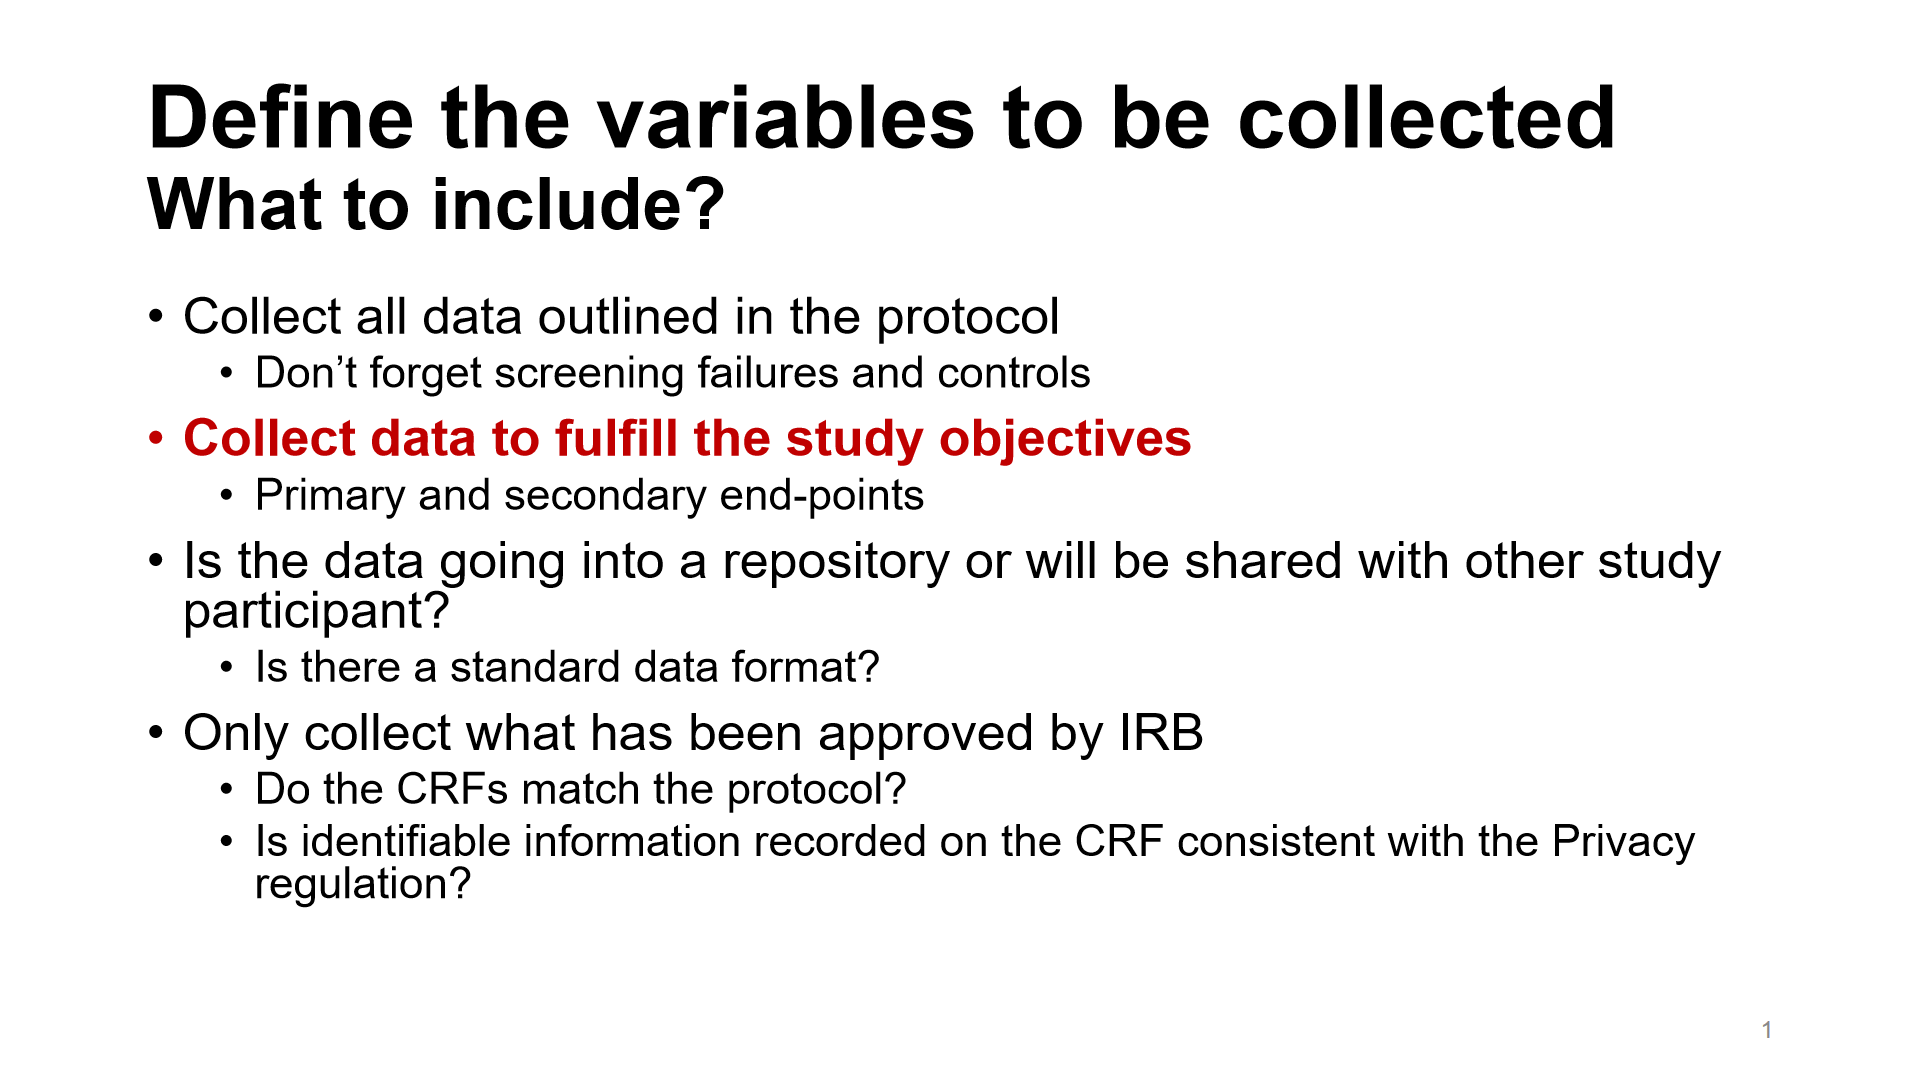 Define the variables to be collected
What to include?
• Collect all data outlined in the protocol
• Don’t forget screening failures and controls
• Collect data to fulfill the study objectives
• Primary and secondary end-points
• Is the data going into a repository or will be shared with other study
participant?
• Is there a standard data format?
• Only collect what has been approved by IRB
• Do the CRFs match the protocol?
• Is identifiable information recorded on the CRF consistent with the Privacy
regulation?
1